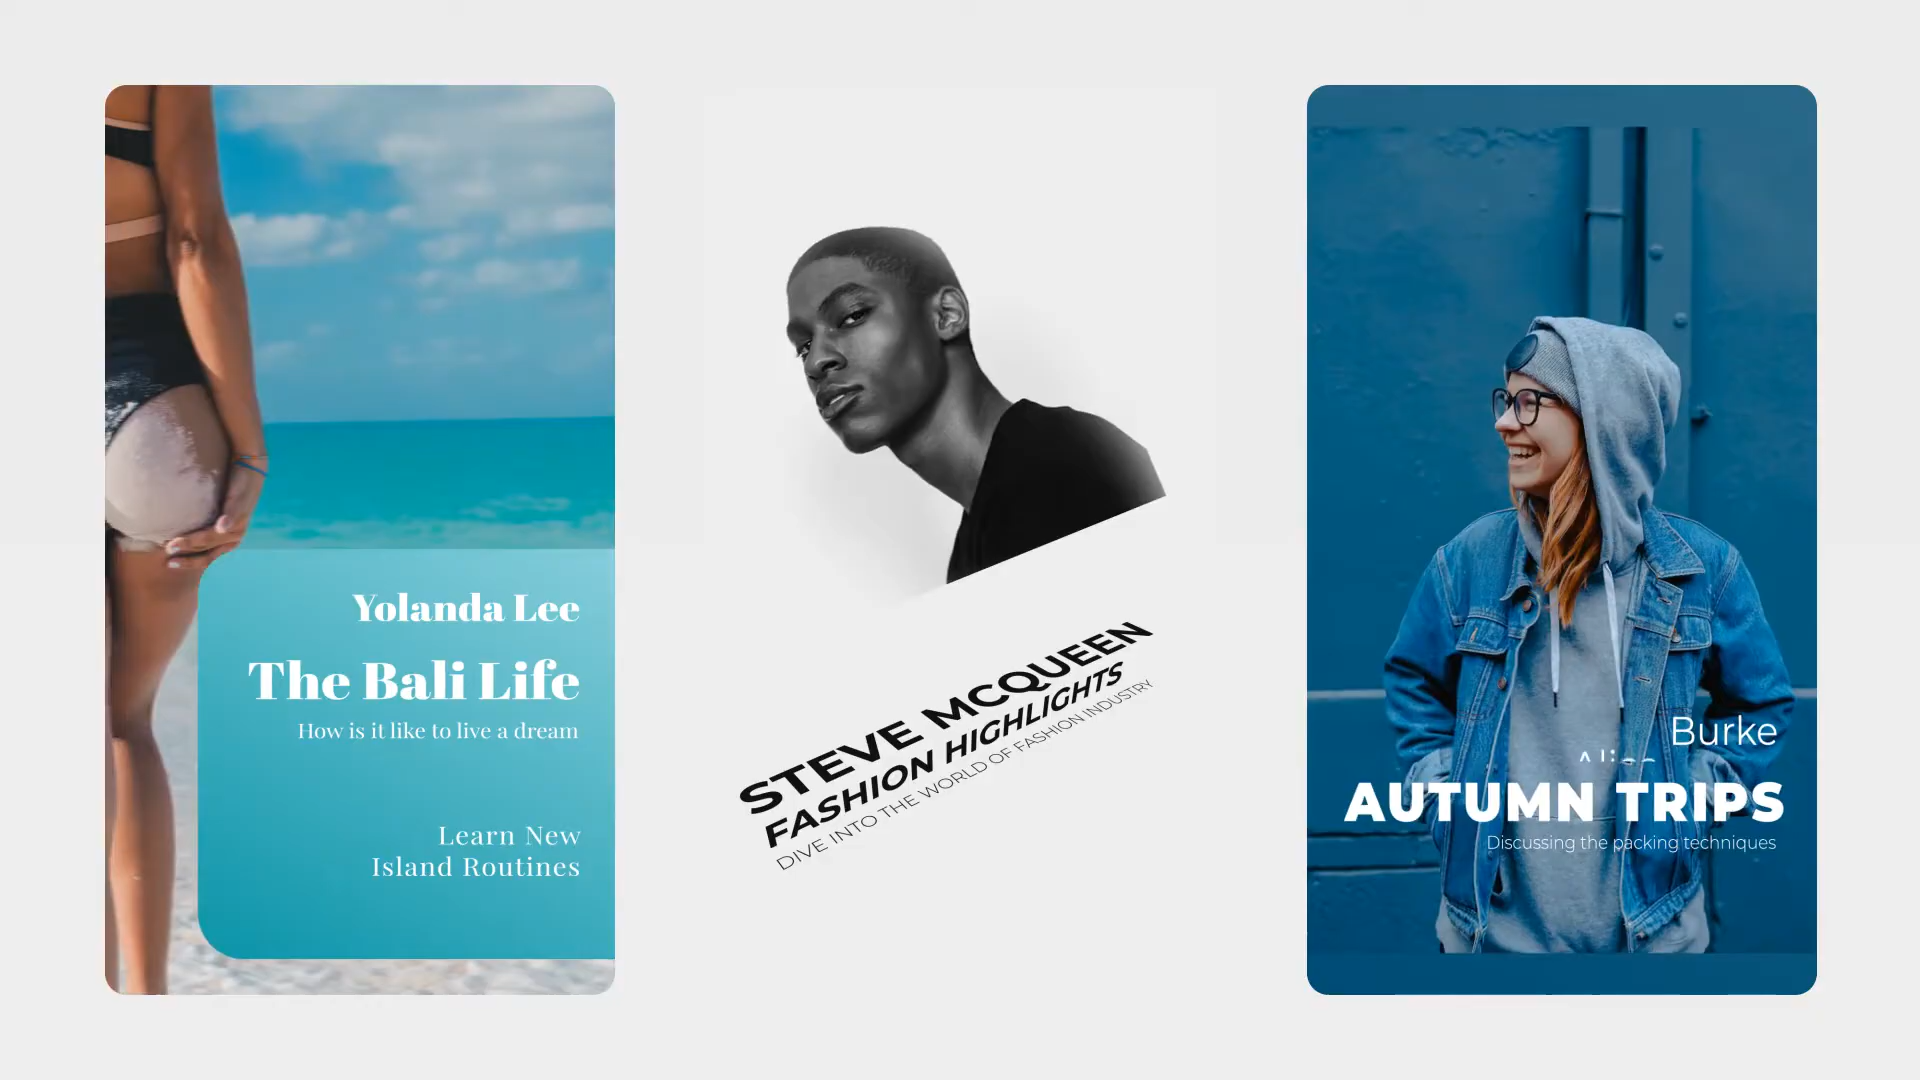 Yolanda Lee
The Bali Life
How is it like to live a dream
Learn New
Island Routines
STEVE MCQUEEN
FASHION HIGHLIGHTS
DIVE INTO THE WORLD OF FASHION INDUSTRY
Burke
AUTUMN TRIPS
Discussing the packing techniques